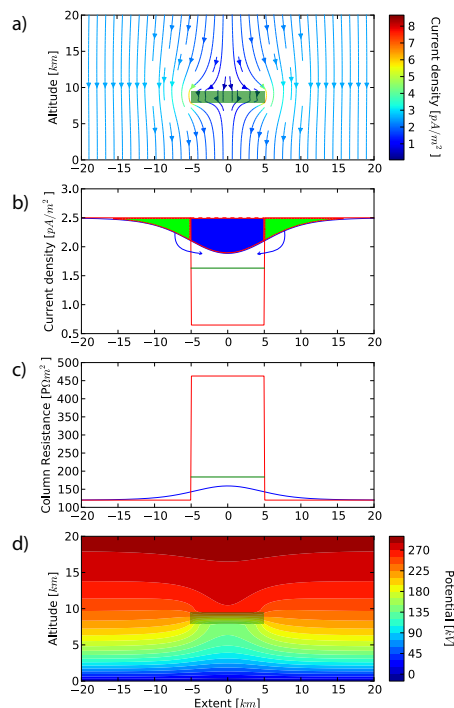 a)
20
15
10
5
0
Altitude [km]
−20 −15 −10 −5 0 5 10 15 20
8
7
6
5
4
3
2
1
Current density [pA/m²]
b)
3.0
2.5
2.0
1.5
1.0
0.5
Current density [pA/m²]
−20 −15 −10 −5 0 5 10 15 20
c)
500
450
400
350
300
250
200
150
100
Column Resistance [PΩm²]
−20 −15 −10 −5 0 5 10 15 20
d)
20
15
10
5
0
Altitude [km]
−20 −15 −10 −5 0 5 10 15 20
Extent [km]
270
225
180
135
90
45
0
Potential [kV]